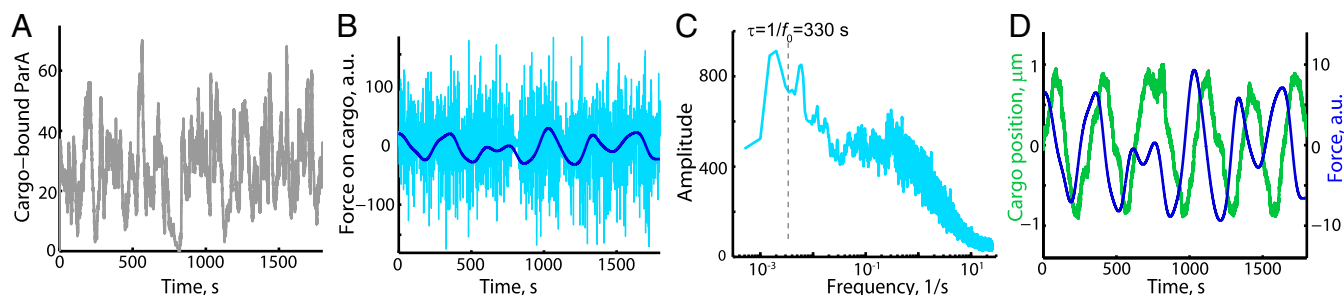 A
Cargo−bound ParA
60
40
20
0
0
500
1000
1500
Time, s
B
Force on cargo, a.u.
100
0
−100
0
500
1000
1500
Time, s
C
τ=1/f0=330 s
Amplitude
800
400
0
10-3
10-1
101
Frequency, 1/s
D
Cargo position, μm
1
0
−1
10
0
−10
Force, a.u.
0
500
1000
1500
Time, s